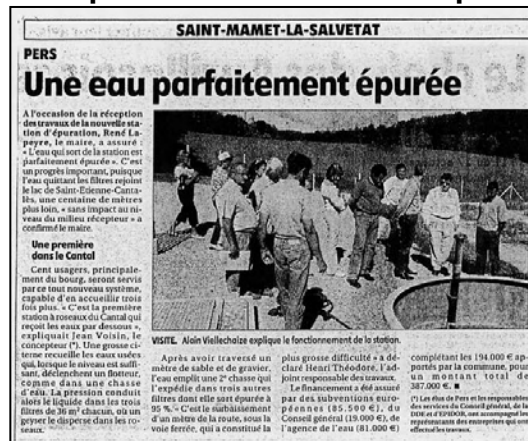 SAINT-MAMET-LA-SALVETAT
PERS
Une eau parfaitement épurée
A l'occasion de la réception
des travaux de la nouvelle sta-
tion d'épuration, René La-
peyre, le maire, a assuré :
« L'eau qui sort de la station est
parfaitement épurée ». C'est
un progrès important, puisque
l'eau quittant les filtres rejoint
le lac de Saint-Etienne-Canta-
lès, une centaine de mètres
plus loin, « sans impact au ni-
veau du milieu récepteur » a
confirmé le maire.
Une première
dans le Cantal
Cent usagers, principale-
ment du bourg, seront servis
par ce tout nouveau système,
capable d'en accueillir trois
fois plus. « C'est la première
station à roseaux du Cantal qui
reçoit les eaux par dessous »,
expliquait Jean Voisin, le
concepteur (*). Une grosse ci-
terne recueille les eaux usées
qui, lorsque le niveau est suffi-
sant, déclenchent un flotteur,
comme dans une chasse
d'eau. La pression conduit
alors le liquide dans les trois
filtres de 36 m² chacun, où un
geyser le disperse dans les ro-
seaux.
VISITE. Alain Viellechaize explique le fonctionnement de la station.
Après avoir traversé un
mètre de sable et de gravier,
l'eau emplit une 2e chasse qui
l'expédie dans trois autres
filtres dont elle sort épurée à
95 %. « C'est le surbaissement
d'un mètre de la route, sous la
voie ferrée, qui a constitué la
plus grosse difficulté » a dé-
claré Henri Théodore, l'ad-
joint responsable des travaux.
Le financement a été assuré
par des subventions euro-
péennes (85.500 €), du
Conseil général (19.000 €), de
l'agence de l'eau (81.000 €)
complétant les 194.000 € ap-
portés par la commune, pour
un montant total de
387.000 €. ■
(*) Les élus de Pers et les responsables
des services du Conseil général, de la
DDE et d'EPYDOR, ont accompagné les
représentants des entreprises qui ont
effectué les travaux.